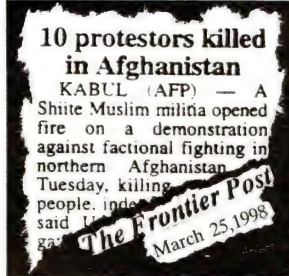 10 protestors killed
in Afghanistan
KABUL (AFP) — A
Shiite Muslim militia opened
fire on a demonstration
against factional fighting in
northern Afghanistan
Tuesday, killing
people,
said
The Frontier Post
March 25,1998